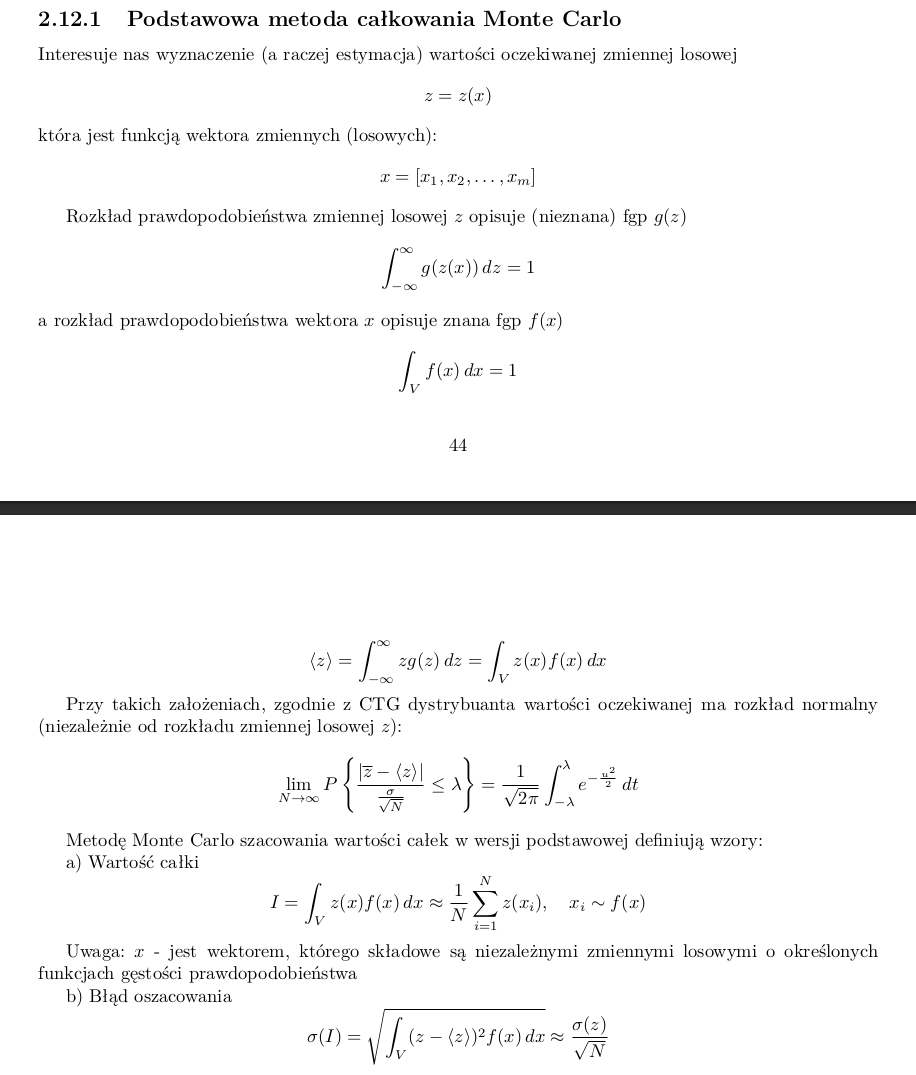 2.12.1 Podstawowa metoda całkowania Monte Carlo
Interesuje nas wyznaczenie (a raczej estymacja) wartości oczekiwanej zmiennej losowej
$z = z(x)$
która jest funkcją wektora zmiennych (losowych):
$x = [x_1, x_2, \ldots, x_m]$
Rozkład prawdopodobieństwa zmiennej losowej $z$ opisuje (nieznana) fgp $g(z)$
$\int_{-\infty}^{\infty} g(z(x))\, dz = 1$
a rozkład prawdopodobieństwa wektora $x$ opisuje znana fgp $f(x)$
$\int_V f(x)\, dx = 1$
44
$\langle z \rangle = \int_{-\infty}^{\infty} z g(z)\, dz = \int_V z(x) f(x)\, dx$
Przy takich założeniach, zgodnie z CTG dystrybuanta wartości oczekiwanej ma rozkład normalny
(niezależnie od rozkładu zmiennej losowej $z$):
$\lim_{N \to \infty} P \left\{ \frac{|\overline{z} - \langle z \rangle|}{\frac{\sigma}{\sqrt{N}}} \leq \lambda \right\} = \frac{1}{\sqrt{2\pi}} \int_{-\lambda}^{\lambda} e^{-\frac{u^2}{2}}\, dt$
Metodę Monte Carlo szacowania wartości całek w wersji podstawowej definiują wzory:
a) Wartość całki
$I = \int_V z(x) f(x)\, dx \approx \frac{1}{N} \sum_{i=1}^{N} z(x_i), \quad x_i \sim f(x)$
Uwaga: $x$ - jest wektorem, którego składowe są niezależnymi zmiennymi losowymi o określonych
funkcjach gęstości prawdopodobieństwa
b) Błąd oszacowania
$\sigma(I) = \sqrt{\int_V (z - \langle z \rangle)^2 f(x)\, dx} \approx \frac{\sigma(z)}{\sqrt{N}}$